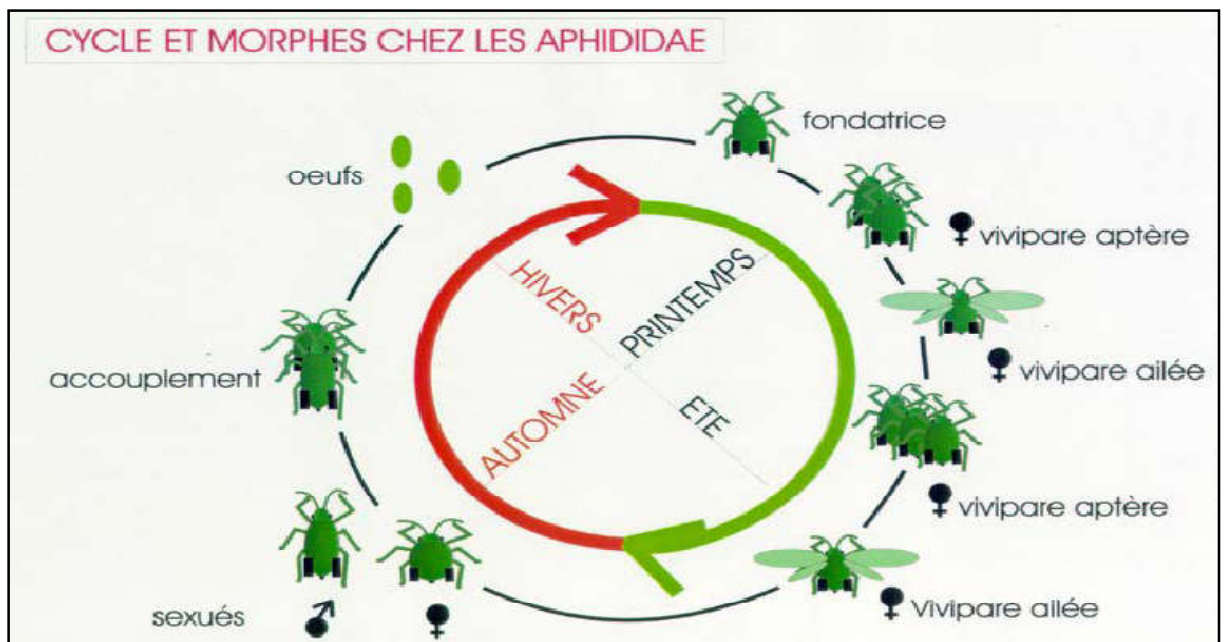 CYCLE ET MORPHES CHEZ LES APHIDIDAE
fondatrice
oeufs
♀ vivipare aptère
HIVERS
PRINTEMPS
♀ vivipare ailée
accouplement
AUTOMNE
ETE
♀ vivipare aptère
sexués ♂ ♀
♀ Vivipare ailée